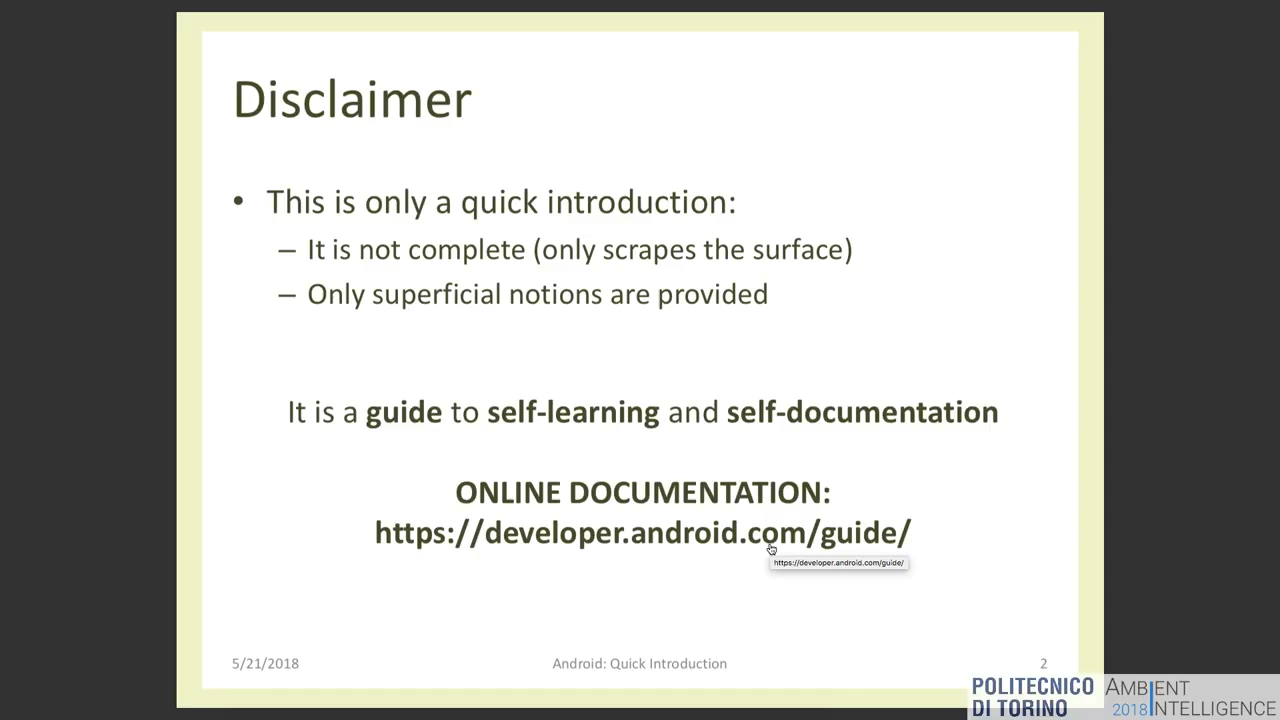 Disclaimer
• This is only a quick introduction:
– It is not complete (only scrapes the surface)
– Only superficial notions are provided
It is a guide to self-learning and self-documentation
ONLINE DOCUMENTATION:
https://developer.android.com/guide/
https://developer.android.com/guide/
5/21/2018
Android: Quick Introduction
2
POLITECNICO
DI TORINO
AMBIENT
2018 INTELLIGENCE